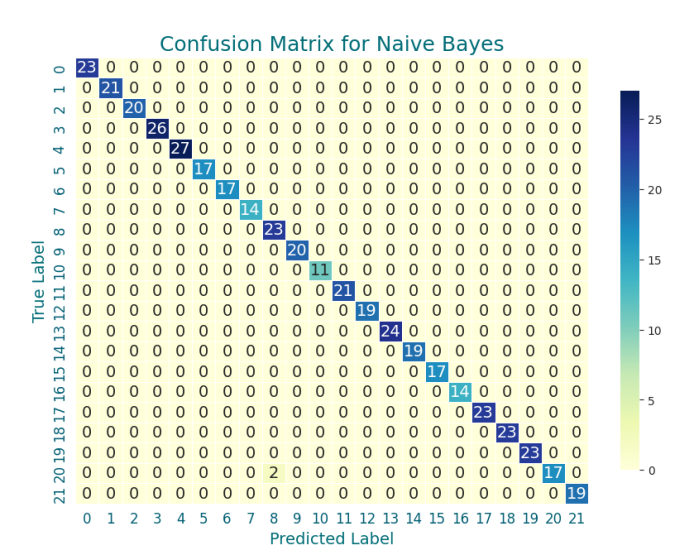 Confusion Matrix for Naive Bayes
0 23 0 0 0 0 0 0 0 0 0 0 0 0 0 0 0 0 0 0 0 0 0
1 0 21 0 0 0 0 0 0 0 0 0 0 0 0 0 0 0 0 0 0 0 0
2 0 0 20 0 0 0 0 0 0 0 0 0 0 0 0 0 0 0 0 0 0 0
3 0 0 0 26 0 0 0 0 0 0 0 0 0 0 0 0 0 0 0 0 0 0
4 0 0 0 0 27 0 0 0 0 0 0 0 0 0 0 0 0 0 0 0 0 0
5 0 0 0 0 0 17 0 0 0 0 0 0 0 0 0 0 0 0 0 0 0 0
6 0 0 0 0 0 0 17 0 0 0 0 0 0 0 0 0 0 0 0 0 0 0
7 0 0 0 0 0 0 0 14 0 0 0 0 0 0 0 0 0 0 0 0 0 0
8 0 0 0 0 0 0 0 0 23 0 0 0 0 0 0 0 0 0 0 0 0 0
9 0 0 0 0 0 0 0 0 0 20 0 0 0 0 0 0 0 0 0 0 0 0
10 0 0 0 0 0 0 0 0 0 0 11 0 0 0 0 0 0 0 0 0 0 0
11 0 0 0 0 0 0 0 0 0 0 0 21 0 0 0 0 0 0 0 0 0 0
12 0 0 0 0 0 0 0 0 0 0 0 0 19 0 0 0 0 0 0 0 0 0
13 0 0 0 0 0 0 0 0 0 0 0 0 0 24 0 0 0 0 0 0 0 0
14 0 0 0 0 0 0 0 0 0 0 0 0 0 0 19 0 0 0 0 0 0 0
15 0 0 0 0 0 0 0 0 0 0 0 0 0 0 0 17 0 0 0 0 0 0
16 0 0 0 0 0 0 0 0 0 0 0 0 0 0 0 0 14 0 0 0 0 0
17 0 0 0 0 0 0 0 0 0 0 0 0 0 0 0 0 0 23 0 0 0 0
18 0 0 0 0 0 0 0 0 0 0 0 0 0 0 0 0 0 0 23 0 0 0
19 0 0 0 0 0 0 0 0 0 0 0 0 0 0 0 0 0 0 0 23 0 0
20 0 0 0 0 0 0 0 0 2 0 0 0 0 0 0 0 0 0 0 0 17 0
21 0 0 0 0 0 0 0 0 0 0 0 0 0 0 0 0 0 0 0 0 0 19
0 1 2 3 4 5 6 7 8 9 10 11 12 13 14 15 16 17 18 19 20 21
True Label
Predicted Label
25
20
15
10
5
0